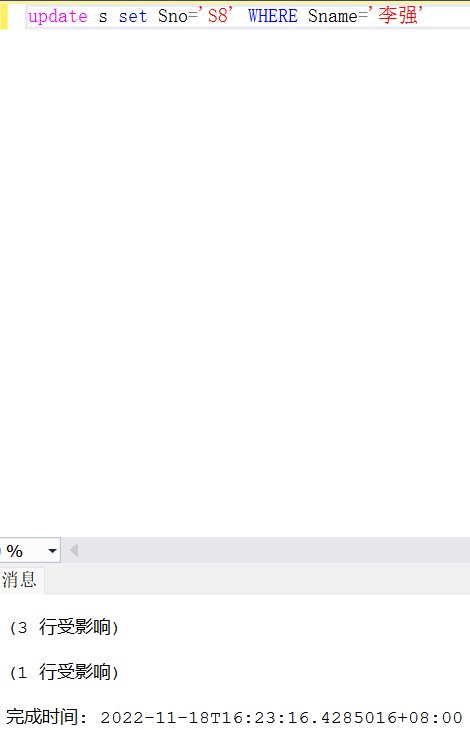 update s set Sno='S8' WHERE Sname='李强'
%
消息
(3 行受影响)
(1 行受影响)
完成时间: 2022-11-18T16:23:16.4285016+08:00